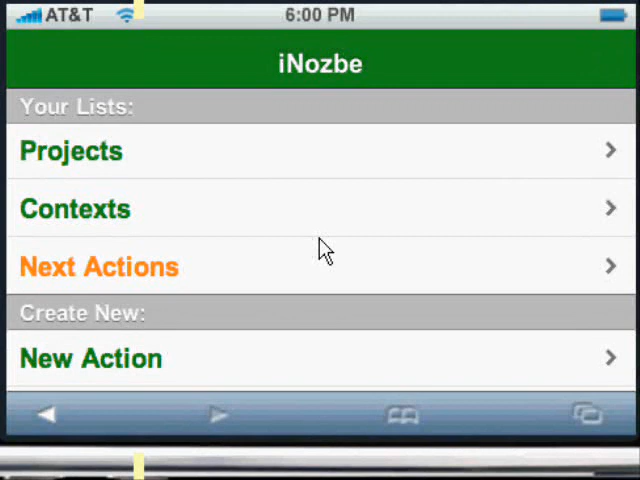 AT&T 6:00 PM
iNozbe
Your Lists:
Projects
Contexts
Next Actions
Create New:
New Action